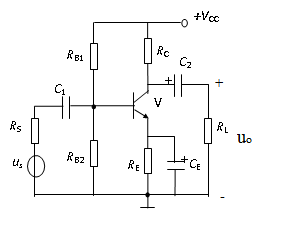 +VCC
RB1
RC
C2
+
+
C1
V
RS
RL
uo
us
RB2
RE
+
CE
-